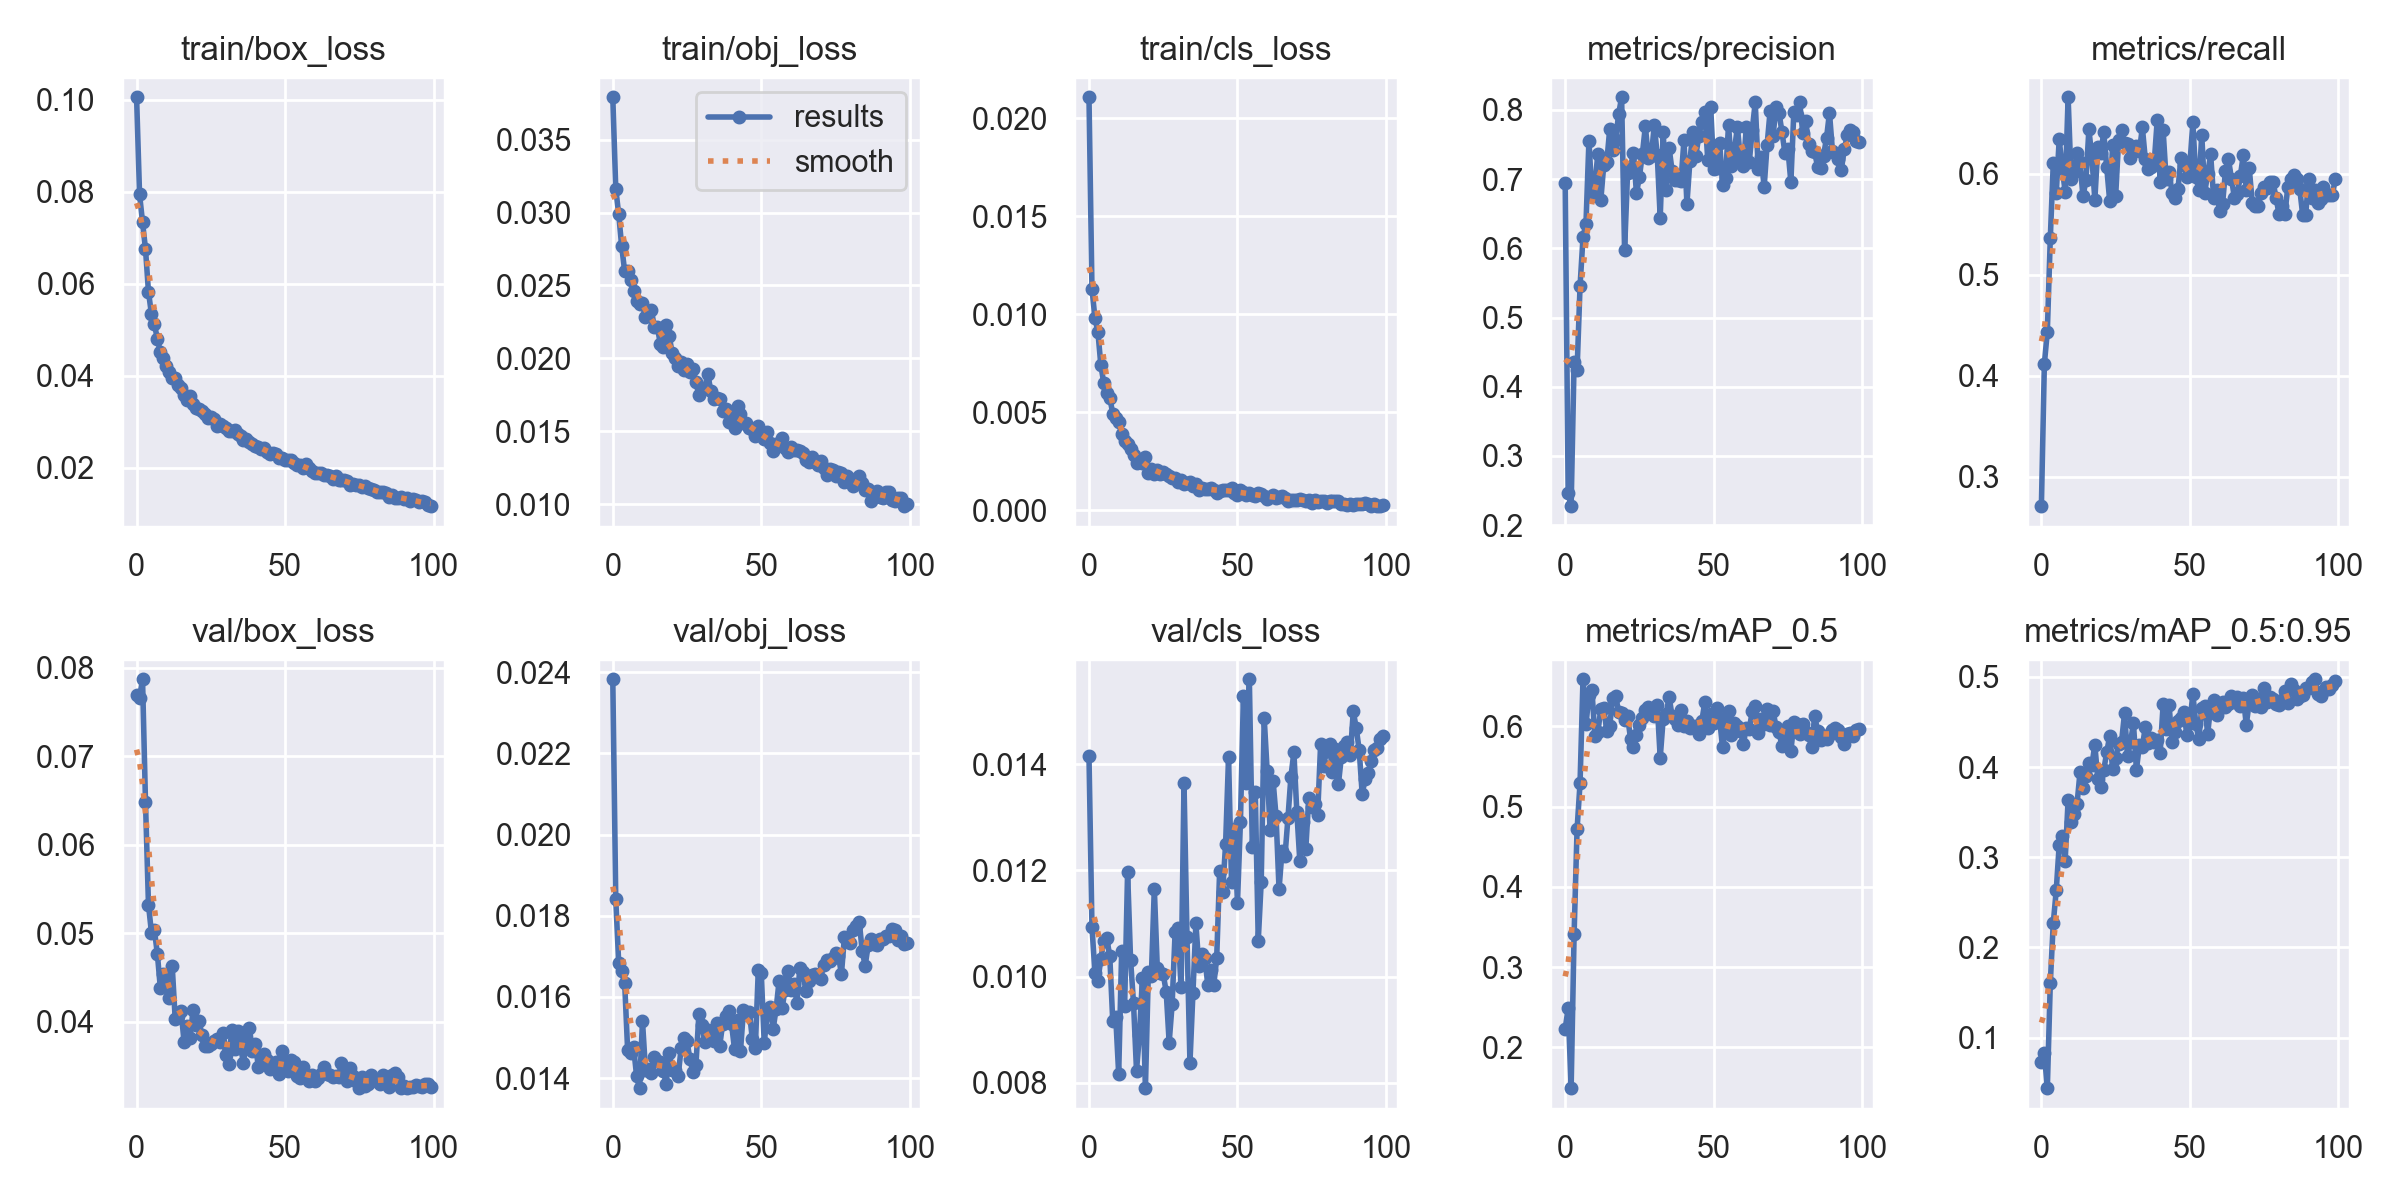 train/box_loss
0.10
0.08
0.06
0.04
0.02
0 50 100
train/obj_loss
results
smooth
0.035
0.030
0.025
0.020
0.015
0.010
0 50 100
train/cls_loss
0.020
0.015
0.010
0.005
0.000
0 50 100
metrics/precision
0.8
0.7
0.6
0.5
0.4
0.3
0.2
0 50 100
metrics/recall
0.6
0.5
0.4
0.3
0 50 100
val/box_loss
0.08
0.07
0.06
0.05
0.04
0 50 100
val/obj_loss
0.024
0.022
0.020
0.018
0.016
0.014
0 50 100
val/cls_loss
0.014
0.012
0.010
0.008
0 50 100
metrics/mAP_0.5
0.6
0.5
0.4
0.3
0.2
0 50 100
metrics/mAP_0.5:0.95
0.5
0.4
0.3
0.2
0.1
0 50 100